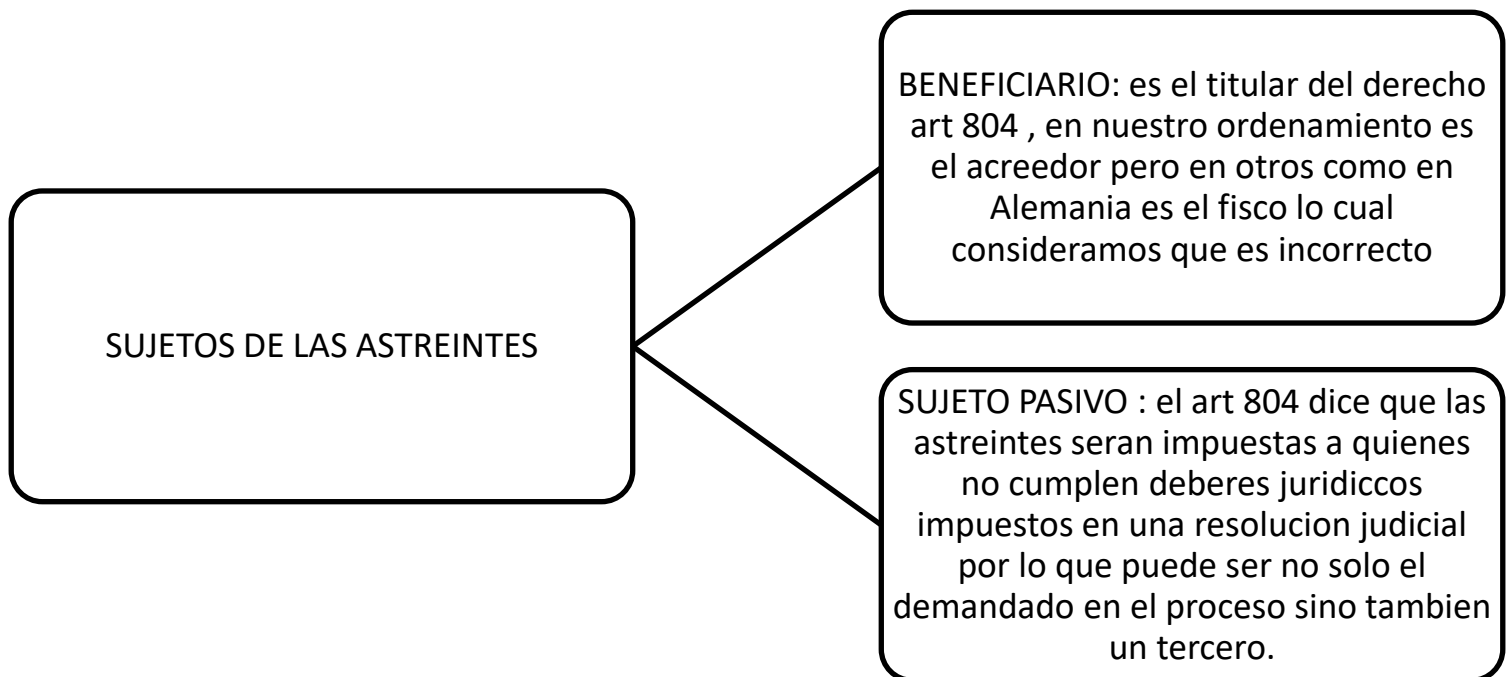 SUJETOS DE LAS ASTREINTES
BENEFICIARIO: es el titular del derecho
art 804 , en nuestro ordenamiento es
el acreedor pero en otros como en
Alemania es el fisco lo cual
consideramos que es incorrecto
SUJETO PASIVO : el art 804 dice que las
astreintes seran impuestas a quienes
no cumplen deberes juridiccos
impuestos en una resolucion judicial
por lo que puede ser no solo el
demandado en el proceso sino tambien
un tercero.